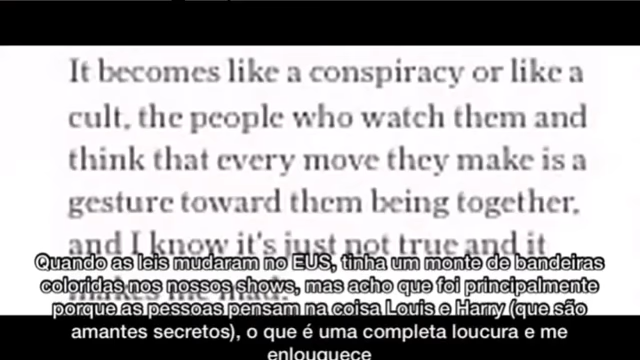 It becomes like a conspiracy or like a
cult, the people who watch them and
think that every move they make is a
gesture toward them being together,
and I know it's just not true and it
makes me mad.
Quando as leis mudaram no EUS, tinha um monte de bandeiras
coloridas nos nossos shows, mas acho que foi principalmente
porque as pessoas pensam na coisa Louis e Harry (que são
amantes secretos), o que é uma completa loucura e me
enlouquece